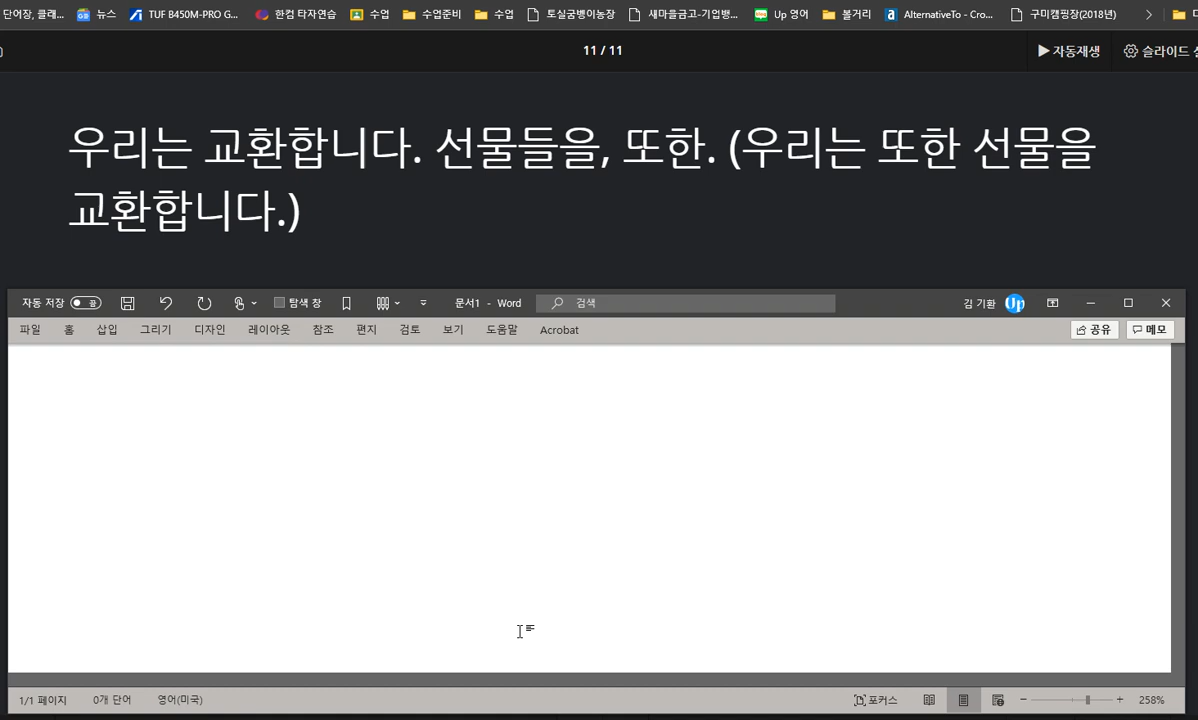 단어장, 클래... 뉴스 TUF B450M-PRO G... 한컴 타자연습 수업 수업준비 수업 토실굼벵이농장 새마을금고-기업뱅... Up 영어 볼거리 AlternativeTo - Cro... 구미캠핑장(2018년)
11 / 11 자동재생 슬라이드
우리는 교환합니다. 선물들을, 또한. (우리는 또한 선물을
교환합니다.)
자동 저장 끔 탐색 창 문서1 - Word 검색 김 기환 Up
파일 홈 삽입 그리기 디자인 레이아웃 참조 편지 검토 보기 도움말 Acrobat 공유 메모
1/1 페이지 0개 단어 영어(미국) 포커스 258%